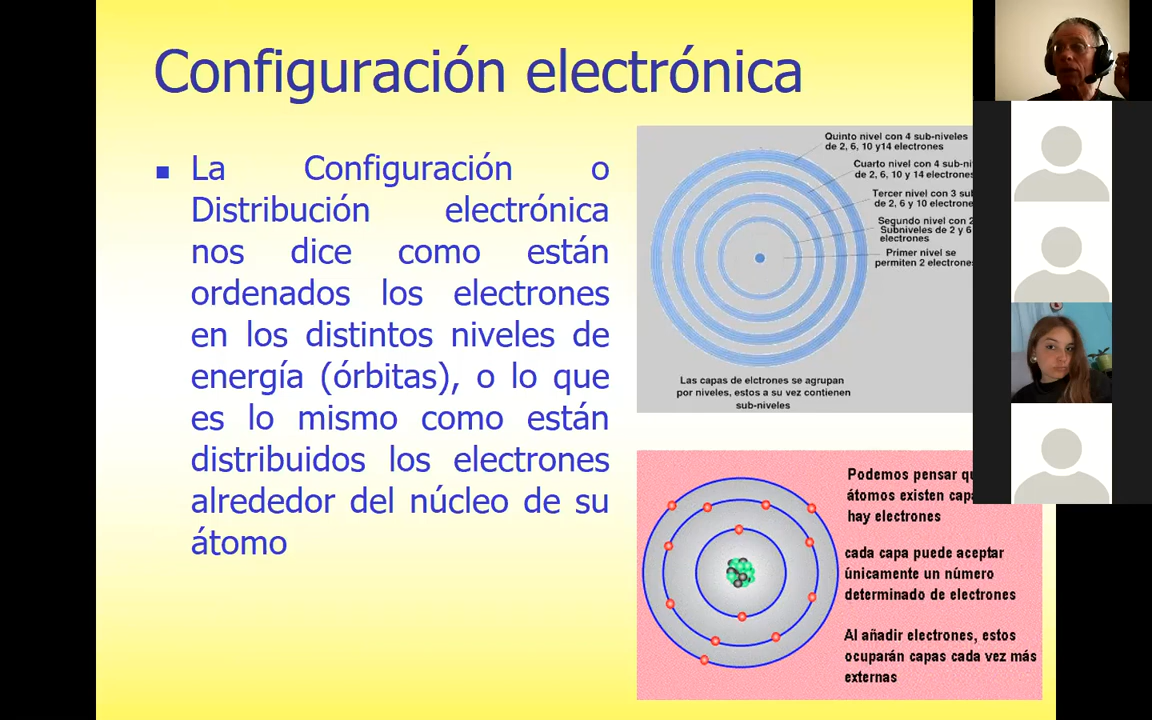 Configuración electrónica
La Configuración o
Distribución electrónica
nos dice como están
ordenados los electrones
en los distintos niveles de
energía (órbitas), o lo que
es lo mismo como están
distribuidos los electrones
alrededor del núcleo de su
átomo
Quinto nivel con 4 sub-niveles
de 2, 6, 10 y14 electrones
Cuarto nivel con 4 sub-ni
de 2, 6, 10 y 14 electrones
Tercer nivel con 3 sub
de 2, 6 y 10 electrone
Segundo nivel con 2
Subniveles de 2 y 6
electrones
Primer nivel se
permiten 2 electrones
Las capas de elctrones se agrupan
por niveles, estos a su vez contienen
sub-niveles
Podemos pensar qu
átomos existen capa
hay electrones
cada capa puede aceptar
únicamente un número
determinado de electrones
Al añadir electrones, estos
ocuparán capas cada vez más
externas